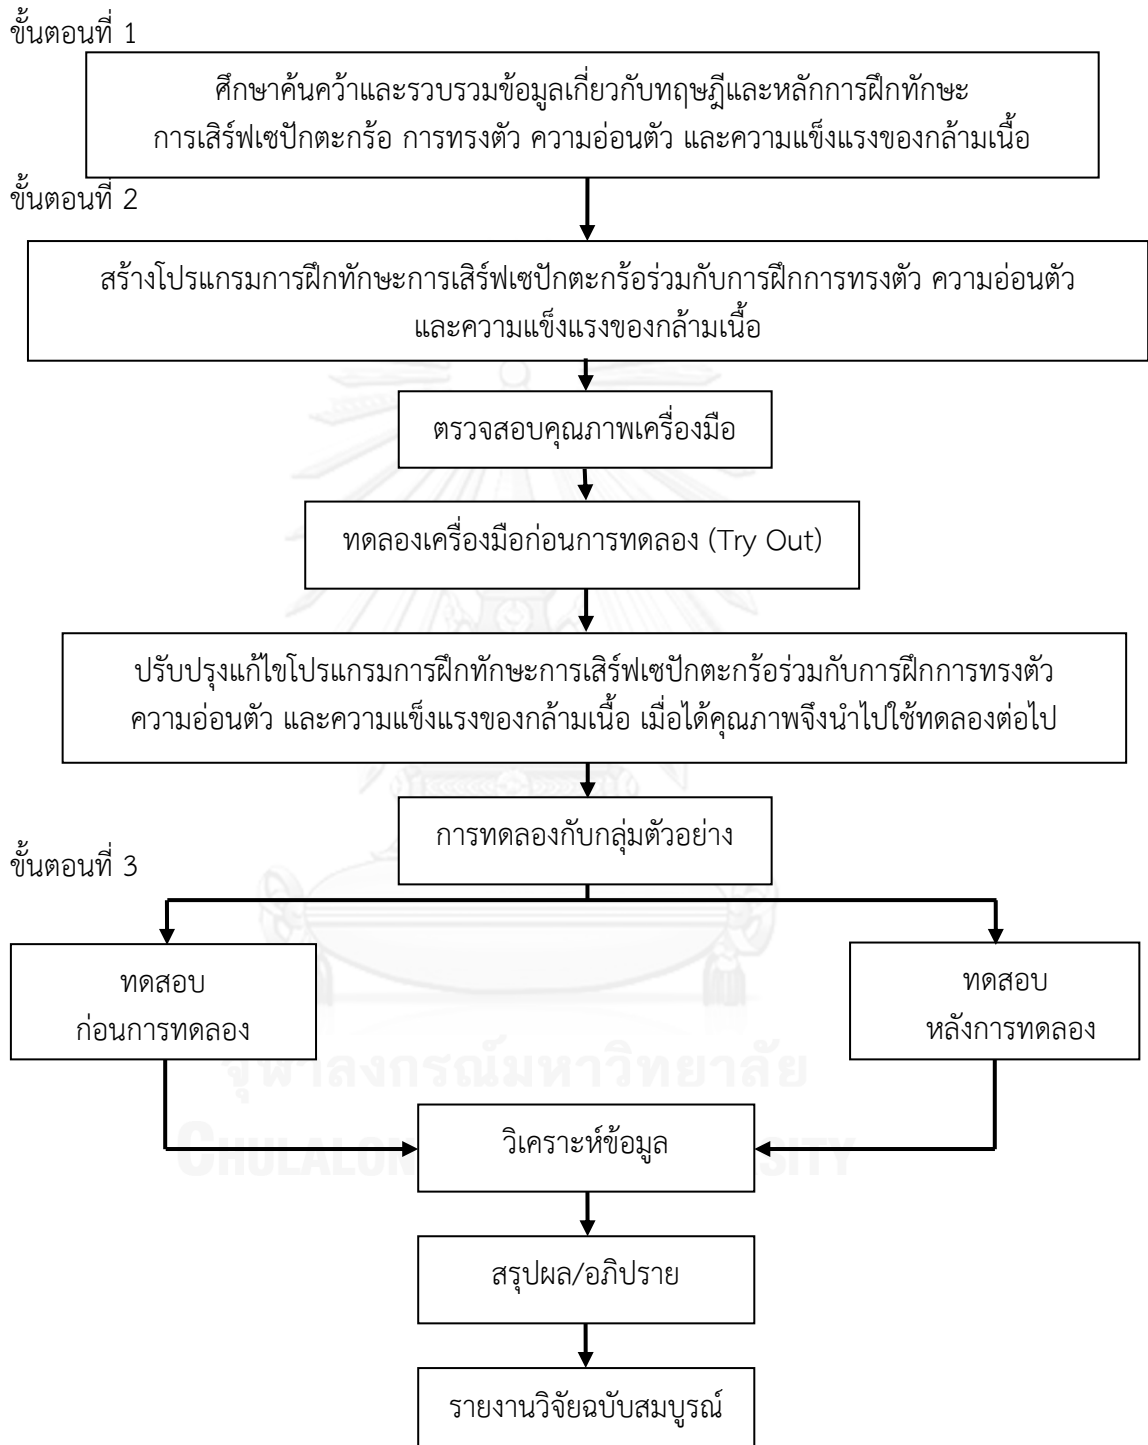 ขั้นตอนที่ 1
ศึกษาค้นคว้าและรวบรวมข้อมูลเกี่ยวกับทฤษฎีและหลักการฝึกทักษะ
การเสิร์ฟเซปักตะกร้อ การทรงตัว ความอ่อนตัว และความแข็งแรงของกล้ามเนื้อ
ขั้นตอนที่ 2
สร้างโปรแกรมการฝึกทักษะการเสิร์ฟเซปักตะกร้อร่วมกับการฝึกการทรงตัว ความอ่อนตัว
และความแข็งแรงของกล้ามเนื้อ
ตรวจสอบคุณภาพเครื่องมือ
ทดลองเครื่องมือก่อนการทดลอง (Try Out)
ปรับปรุงแก้ไขโปรแกรมการฝึกทักษะการเสิร์ฟเซปักตะกร้อร่วมกับการฝึกการทรงตัว
ความอ่อนตัว และความแข็งแรงของกล้ามเนื้อ เมื่อได้คุณภาพจึงนำไปใช้ทดลองต่อไป
การทดลองกับกลุ่มตัวอย่าง
ขั้นตอนที่ 3
ทดสอบ
ก่อนการทดลอง
ทดสอบ
หลังการทดลอง
จุฬาลงกรณ์มหาวิทยาลัย
วิเคราะห์ข้อมูล
สรุปผล/อภิปราย
รายงานวิจัยฉบับสมบูรณ์